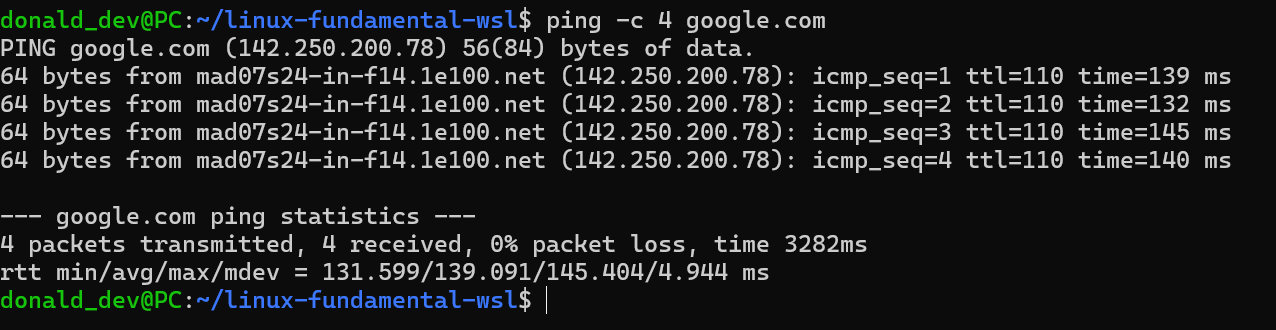 donald_dev@PC:~/linux-fundamental-wsl$ ping -c 4 google.com
PING google.com (142.250.200.78) 56(84) bytes of data.
64 bytes from mad07s24-in-f14.1e100.net (142.250.200.78): icmp_seq=1 ttl=110 time=139 ms
64 bytes from mad07s24-in-f14.1e100.net (142.250.200.78): icmp_seq=2 ttl=110 time=132 ms
64 bytes from mad07s24-in-f14.1e100.net (142.250.200.78): icmp_seq=3 ttl=110 time=145 ms
64 bytes from mad07s24-in-f14.1e100.net (142.250.200.78): icmp_seq=4 ttl=110 time=140 ms

--- google.com ping statistics ---
4 packets transmitted, 4 received, 0% packet loss, time 3282ms
rtt min/avg/max/mdev = 131.599/139.091/145.404/4.944 ms
donald_dev@PC:~/linux-fundamental-wsl$